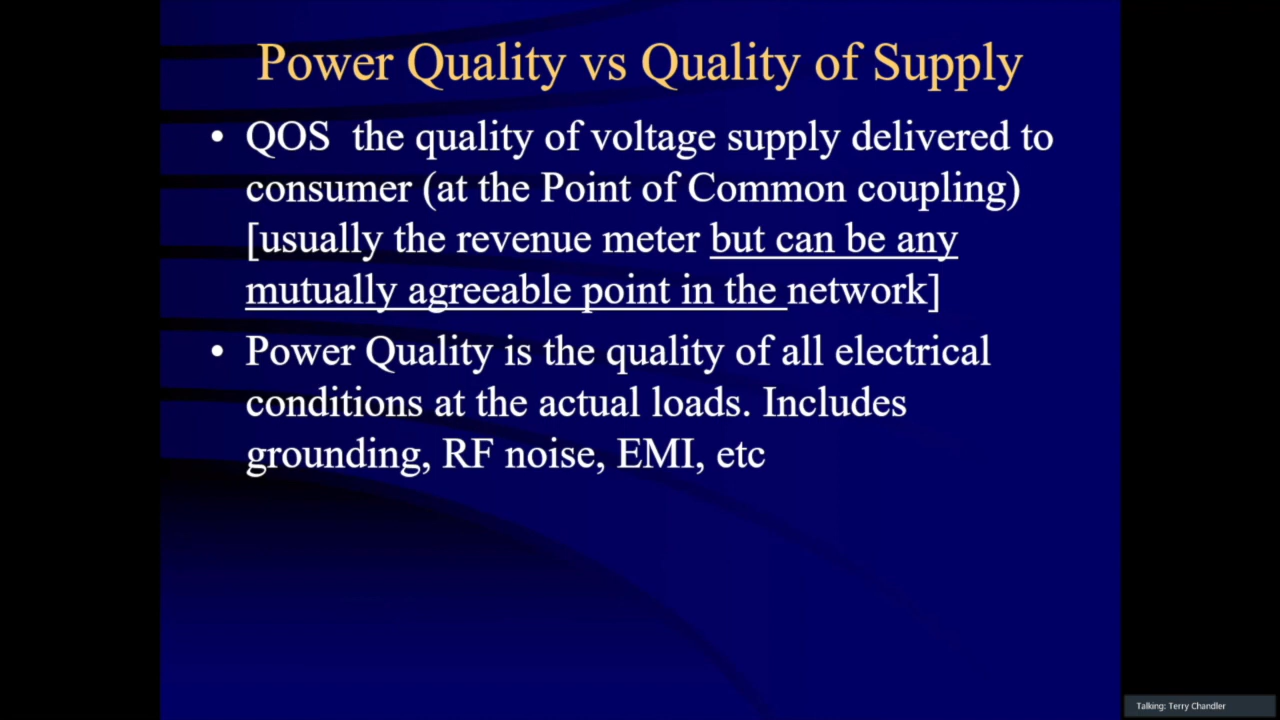 Power Quality vs Quality of Supply
• QOS the quality of voltage supply delivered to
consumer (at the Point of Common coupling)
[usually the revenue meter but can be any
mutually agreeable point in the network]
• Power Quality is the quality of all electrical
conditions at the actual loads. Includes
grounding, RF noise, EMI, etc
Talking: Terry Chandler